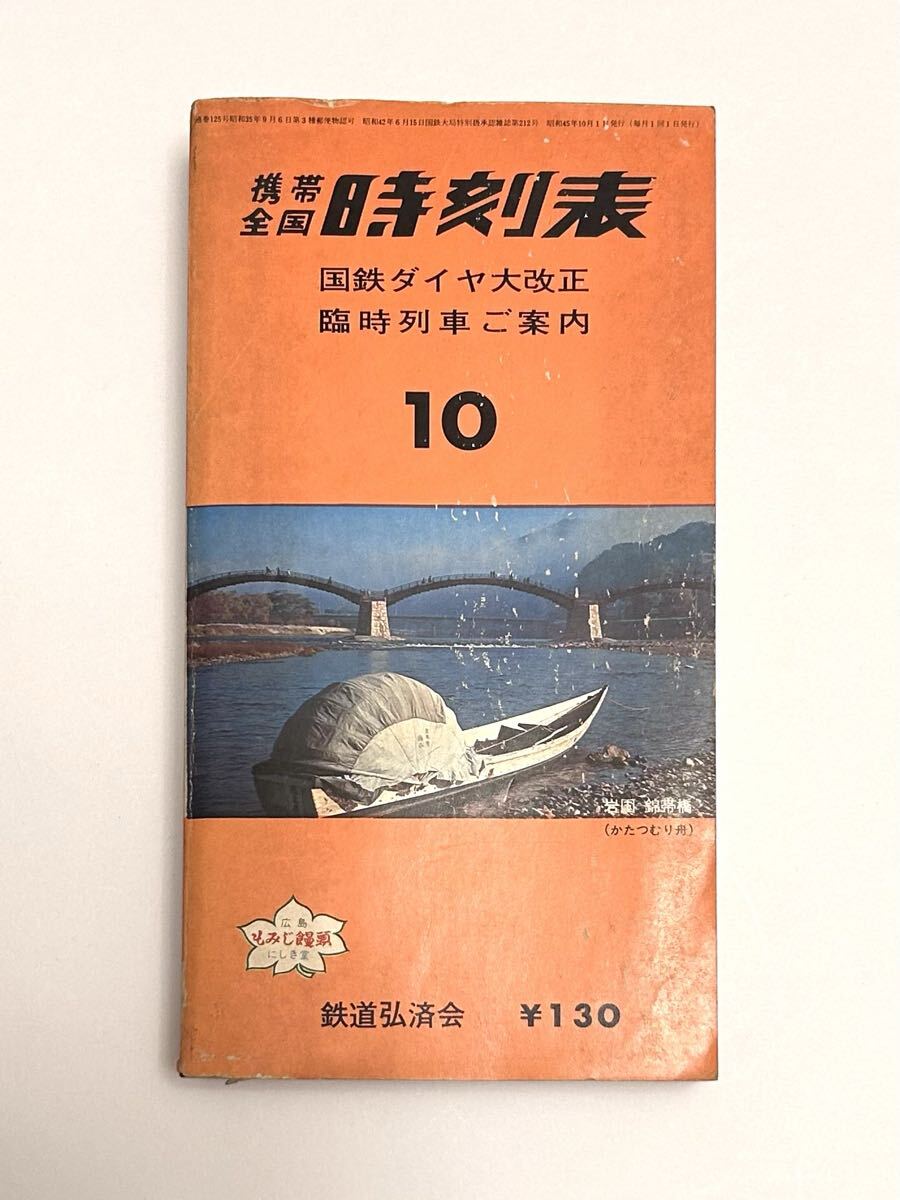 通巻125号昭和35年9月6日第3種郵便物認可　昭和42年6月15日国鉄大局特別扱承認雑誌第212号　昭和45年10月1日発行（毎月1回1日発行）
携帯全国時刻表
国鉄ダイヤ大改正
臨時列車ご案内
10
岩国 錦帯橋
（かたつむり舟）
広島
もみじ饅頭
にしき堂
鉄道弘済会　¥130